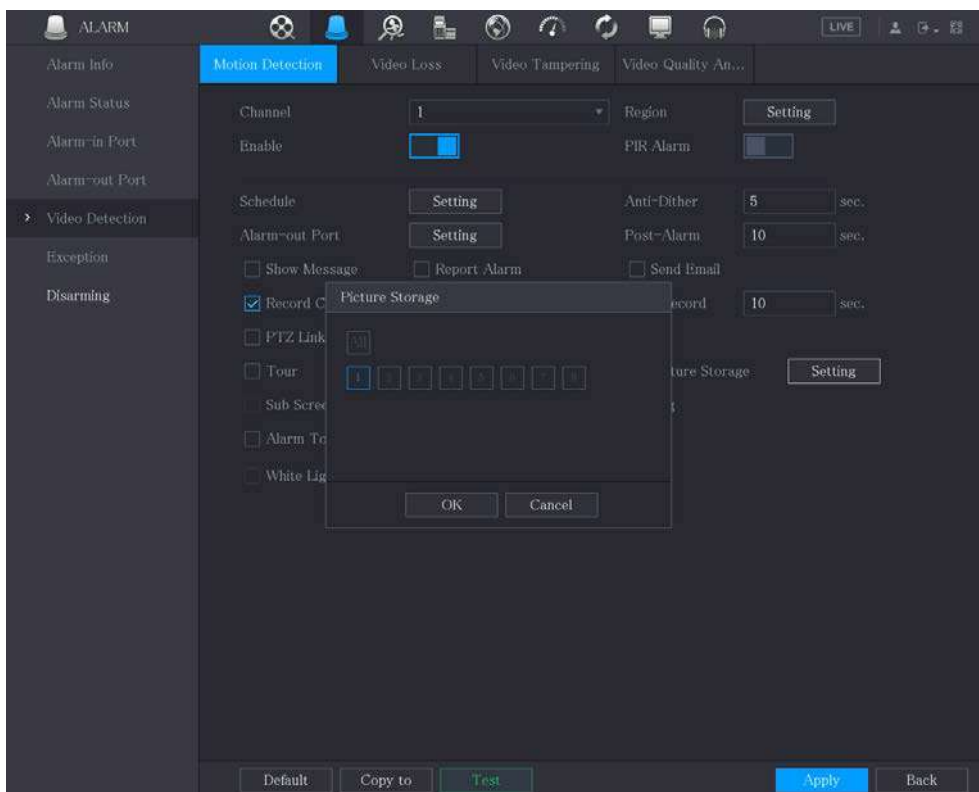 ALARM LIVE
Alarm Info
Alarm Status
Alarm-in Port
Alarm-out Port
Video Detection
Exception
Disarming
Motion Detection Video Loss Video Tampering Video Quality An...
Channel 1 Region Setting
Enable PIR Alarm
Schedule Setting Anti-Dither 5 sec.
Alarm-out Port Setting Post-Alarm 10 sec.
Show Message Report Alarm Send Email
Record C ecord 10 sec.
PTZ Link
Tour ture Storage Setting
Sub Scree g
Alarm To
White Lig
Picture Storage
All
1 2 3 4 5 6 7 8
OK Cancel
Default Copy to Test Apply Back